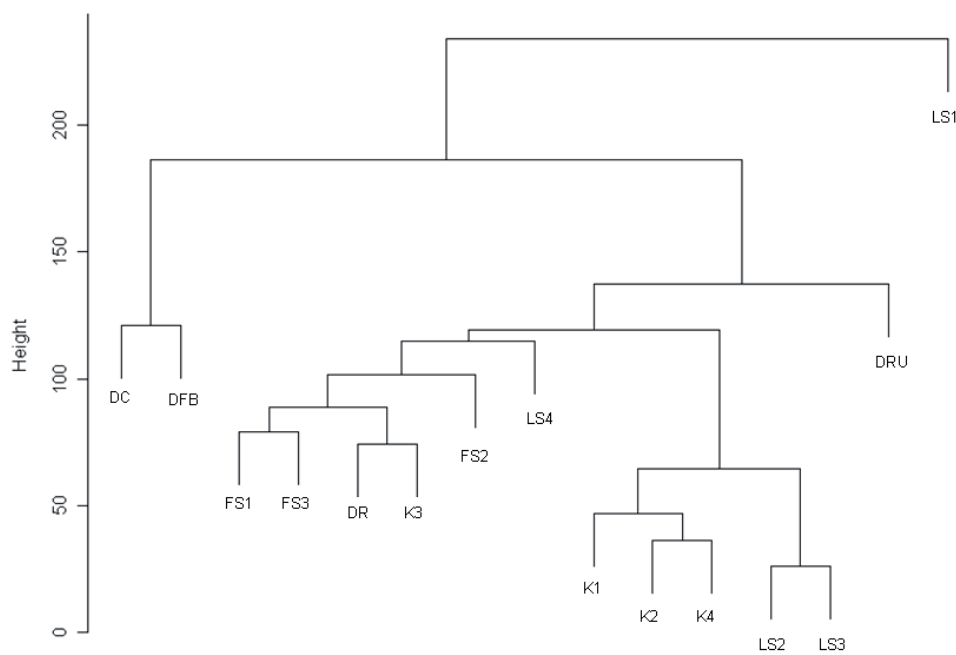 200
150
100
50
0
Height
LS1
DRU
DC
DFB
LS4
FS2
FS1
FS3
DR
K3
K1
K2
K4
LS2
LS3